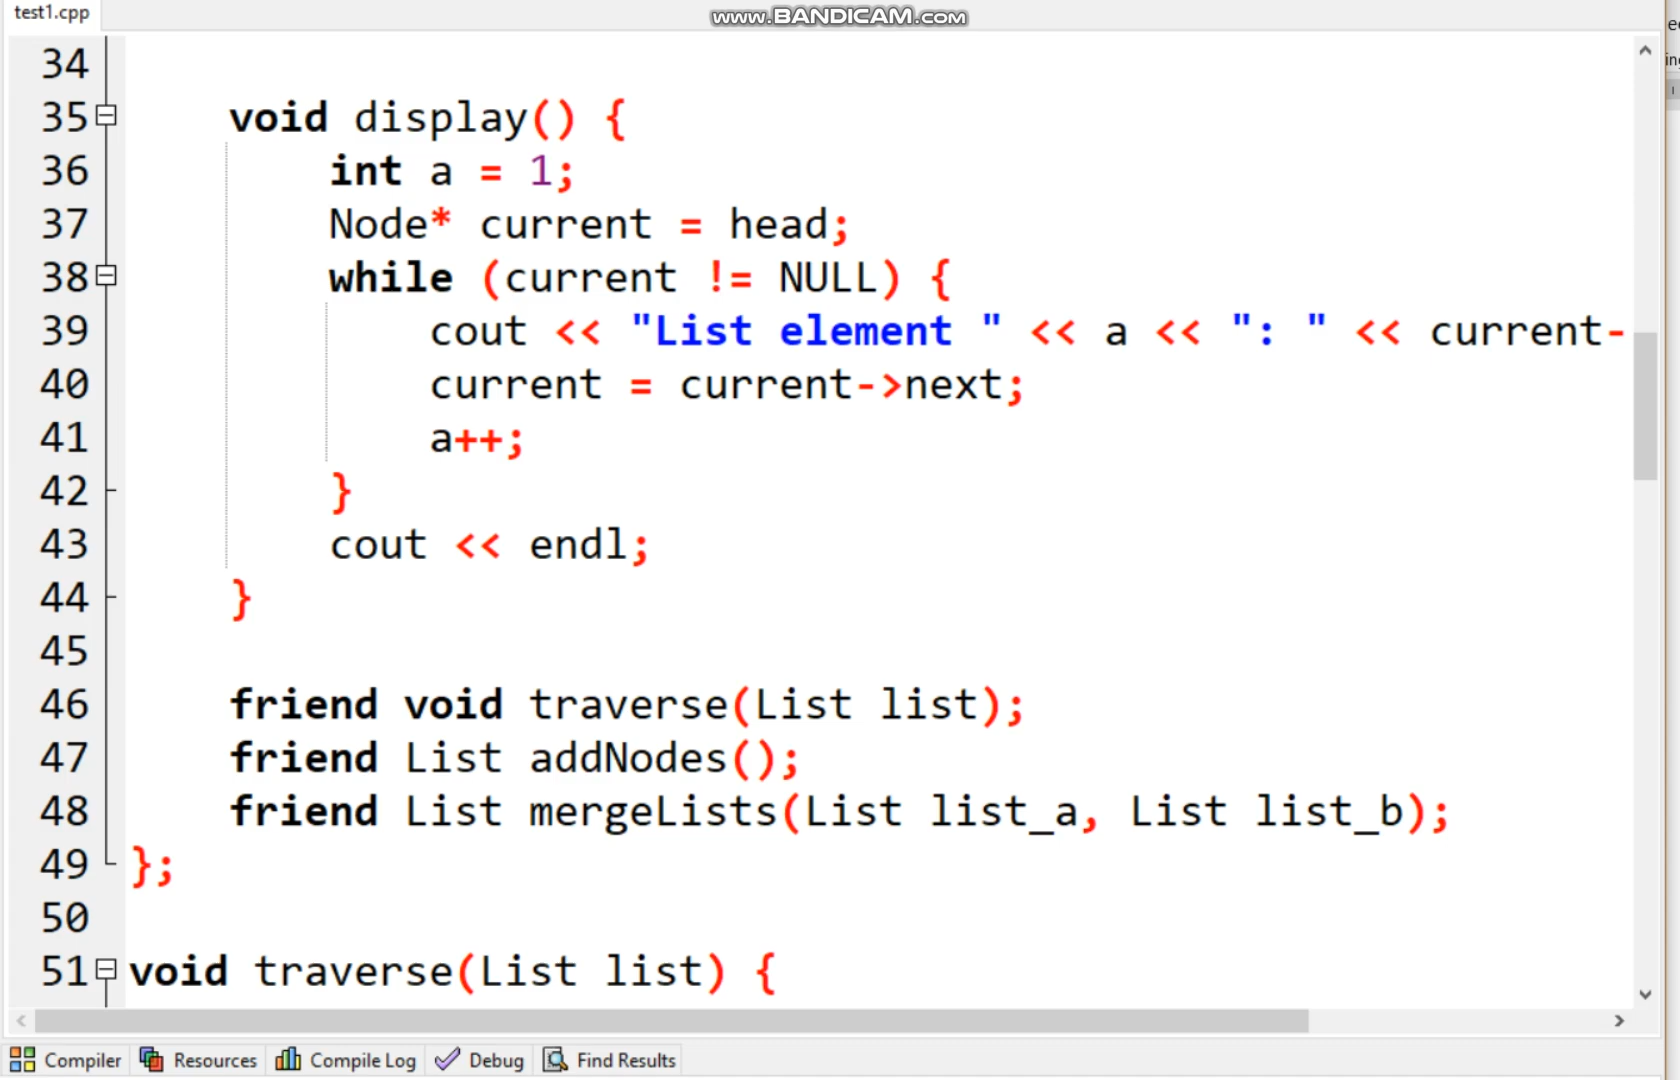 test1.cpp
www.BANDICAM.com
34
35 void display() {
36 int a = 1;
37 Node* current = head;
38 while (current != NULL) {
39 cout << "List element " << a << ": " << current-
40 current = current->next;
41 a++;
42 }
43 cout << endl;
44 }
45
46 friend void traverse(List list);
47 friend List addNodes();
48 friend List mergeLists(List list_a, List list_b);
49 };
50
51 void traverse(List list) {
Compiler Resources Compile Log Debug Find Results